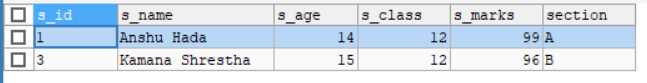 s_id s_name s_age s_class s_marks section
1 Anshu Hada 14 12 99 A
3 Kamana Shrestha 15 12 96 B